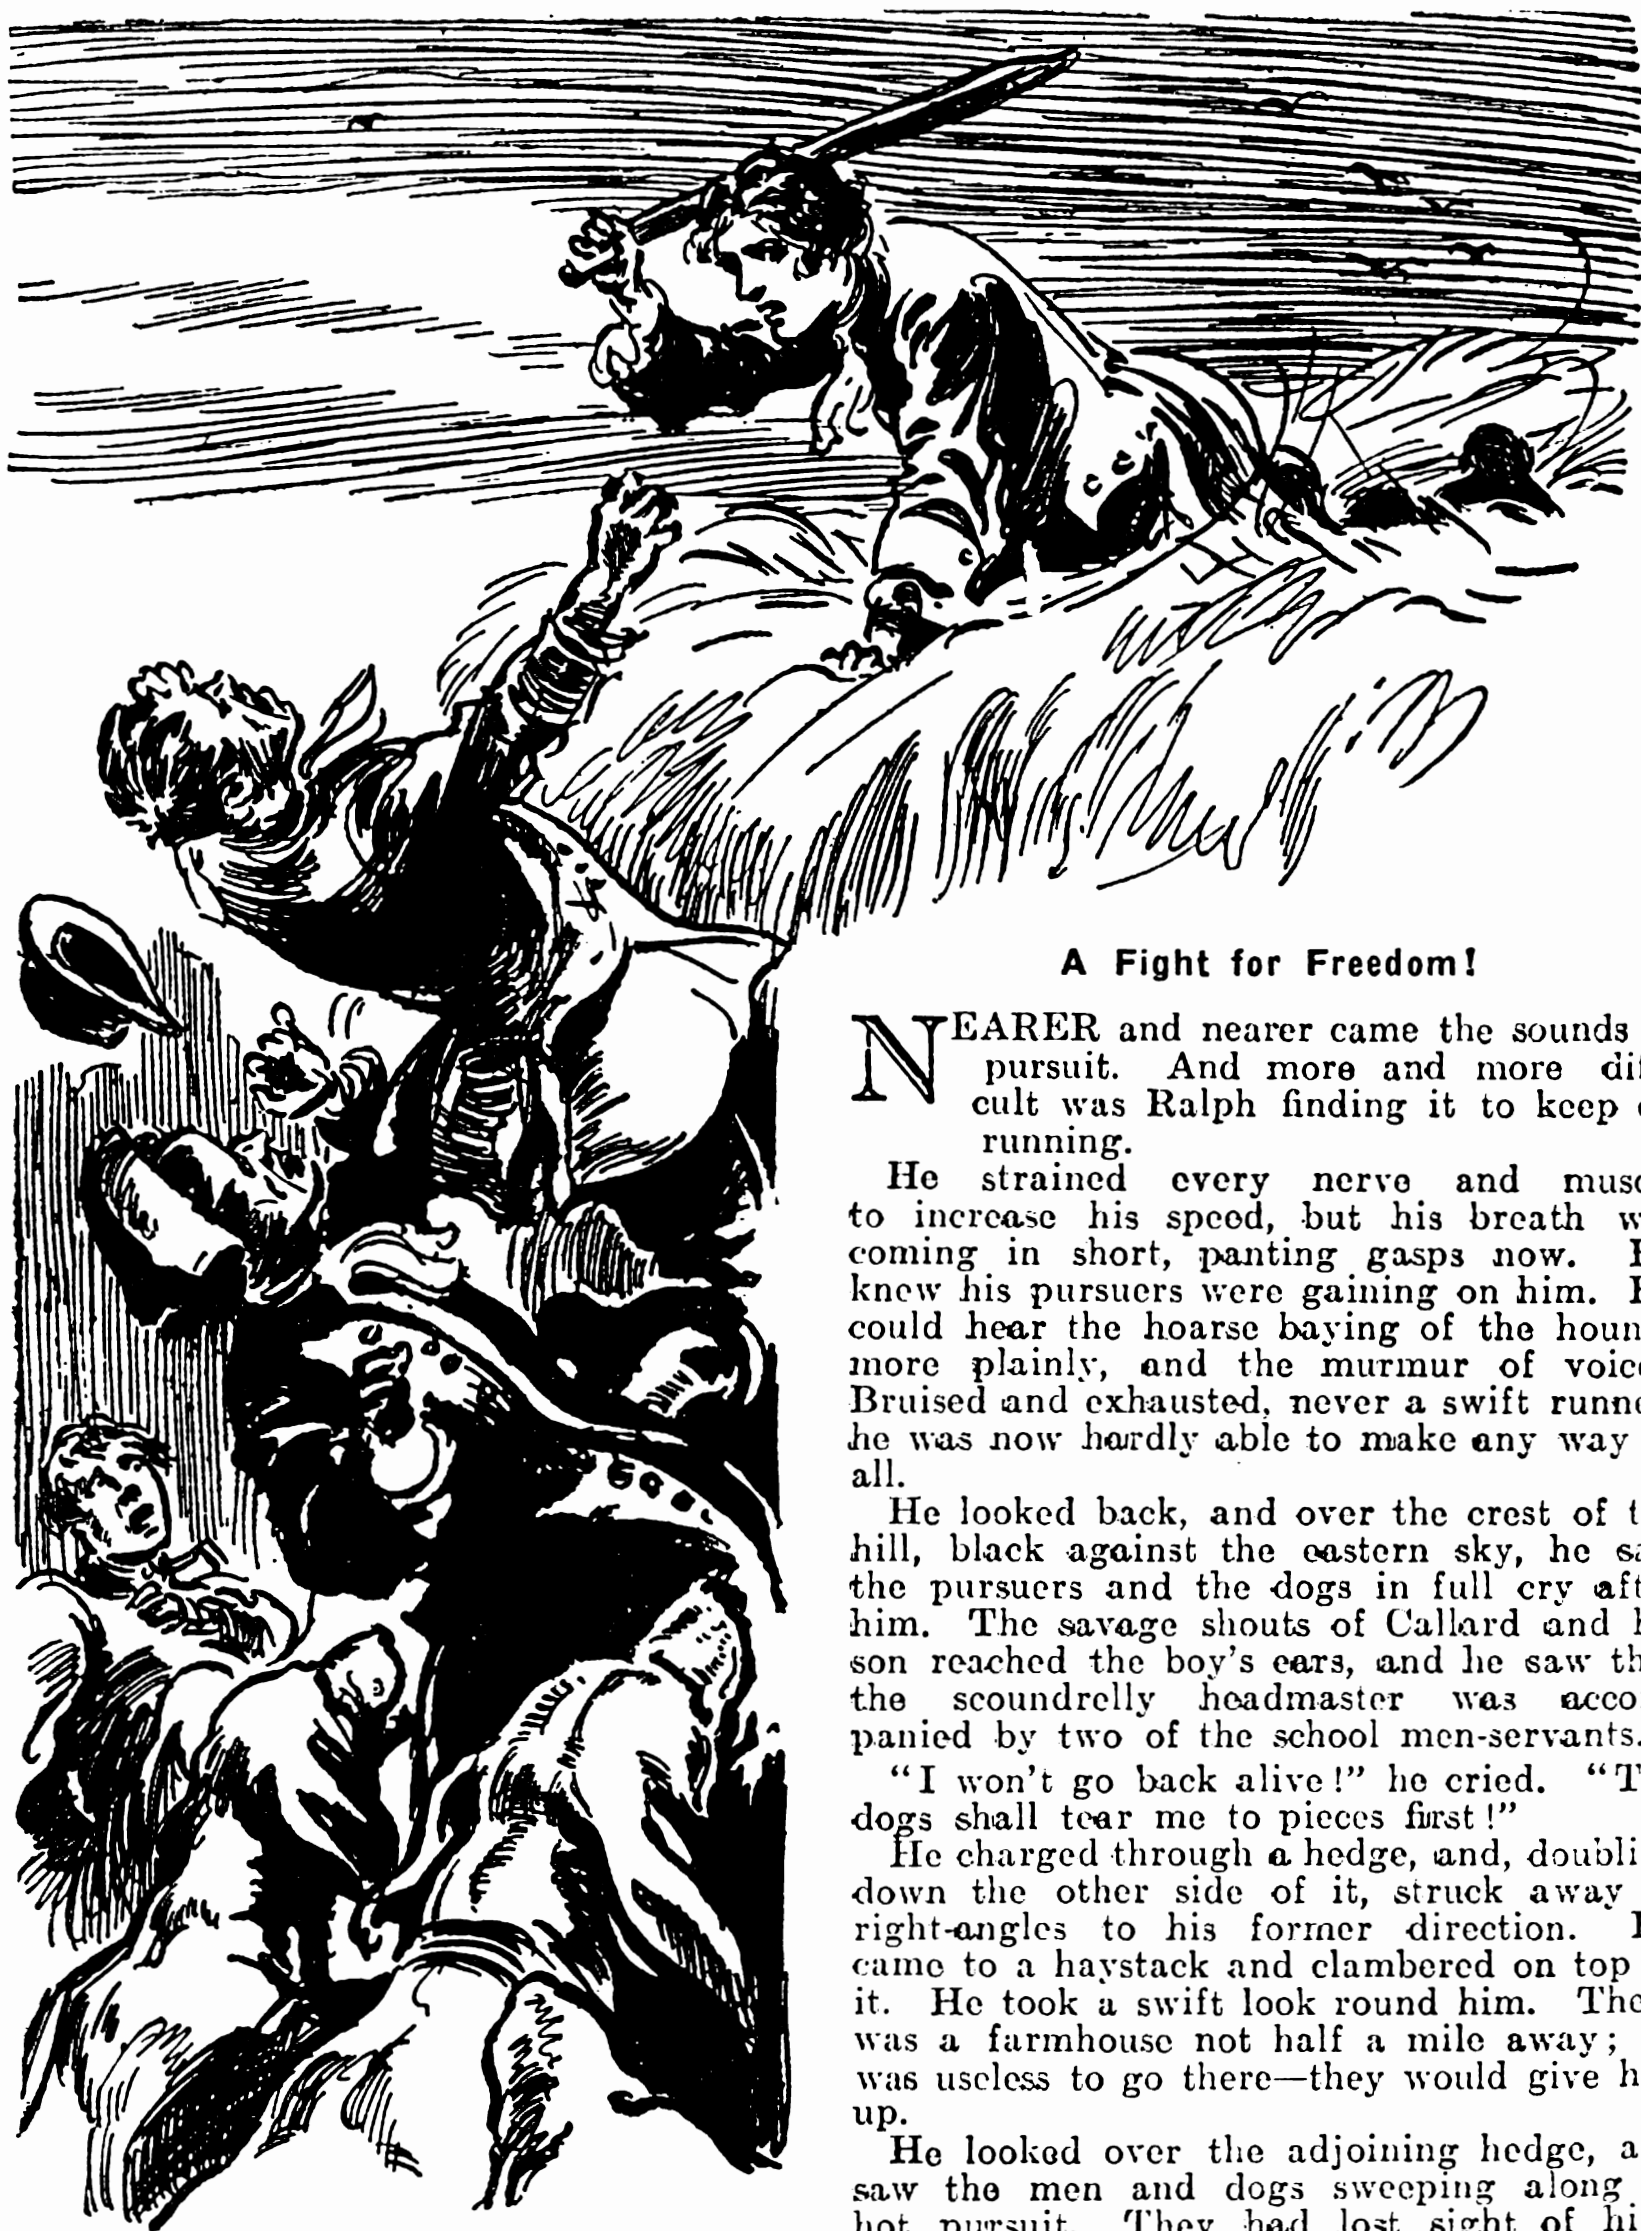 A Fight for Freedom!
NEARER and nearer came the sounds
pursuit. And more and more dif
cult was Ralph finding it to keep
running.
He strained every nerve and musc
to increase his speed, but his breath w
coming in short, panting gasps now.
knew his pursuers were gaining on him.
could hear the hoarse baying of the houn
more plainly, and the murmur of voic
Bruised and exhausted, never a swift runn
he was now hardly able to make any way
all.
He looked back, and over the crest of t
hill, black against the eastern sky, he sa
the pursuers and the dogs in full cry aft
him. The savage shouts of Callard and h
son reached the boy's ears, and he saw th
the scoundrelly headmaster was acco
panied by two of the school men-servants.
"I won't go back alive!" he cried. "T
dogs shall tear me to pieces first!"
He charged through a hedge, and, doubli
down the other side of it, struck away
right-angles to his former direction.
came to a haystack and clambered on top
it. He took a swift look round him. The
was a farmhouse not half a mile away;
was useless to go there—they would give h
up.
He looked over the adjoining hedge, a
saw the men and dogs sweeping along
hot pursuit. They had lost sight of hi